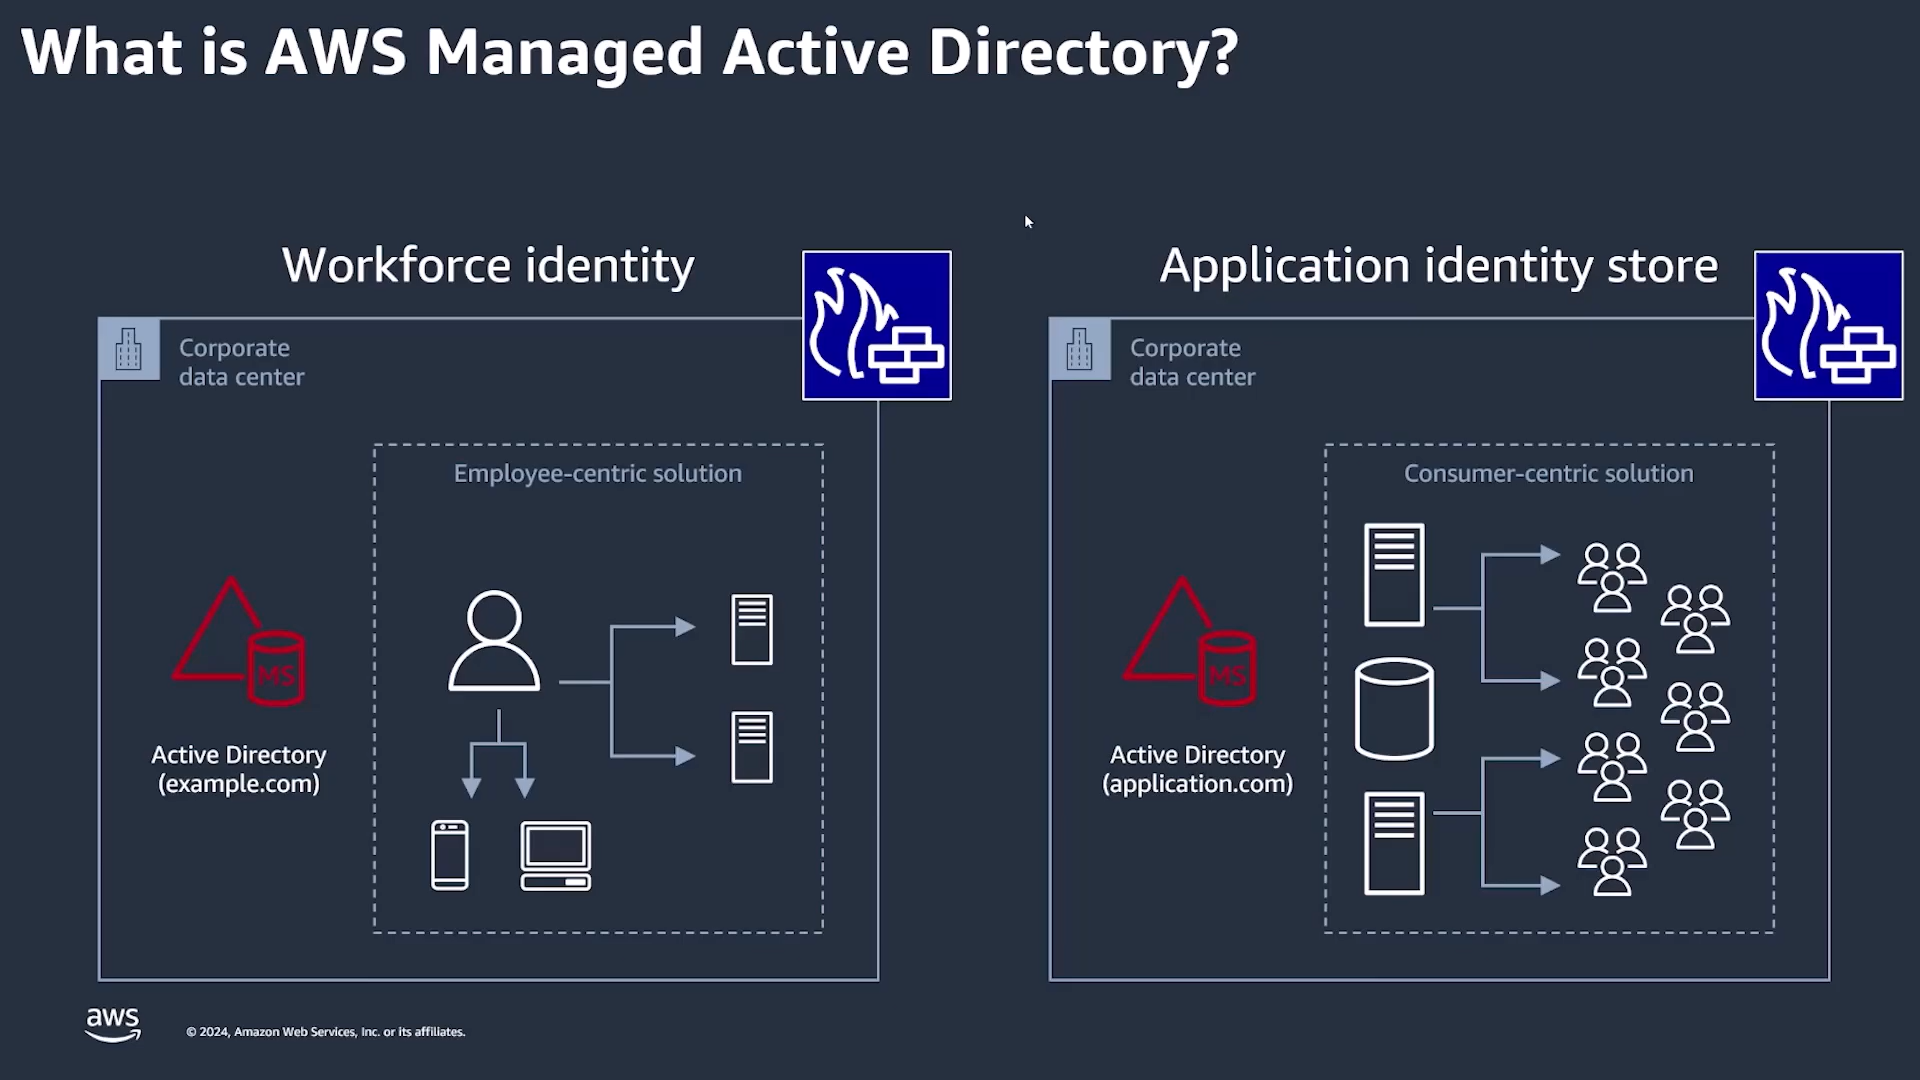 What is AWS Managed Active Directory?
Workforce identity
Corporate
data center
Employee-centric solution
MS
Active Directory
(example.com)
Application identity store
Corporate
data center
Consumer-centric solution
MS
Active Directory
(application.com)
aws
© 2024, Amazon Web Services, Inc. or its affiliates.